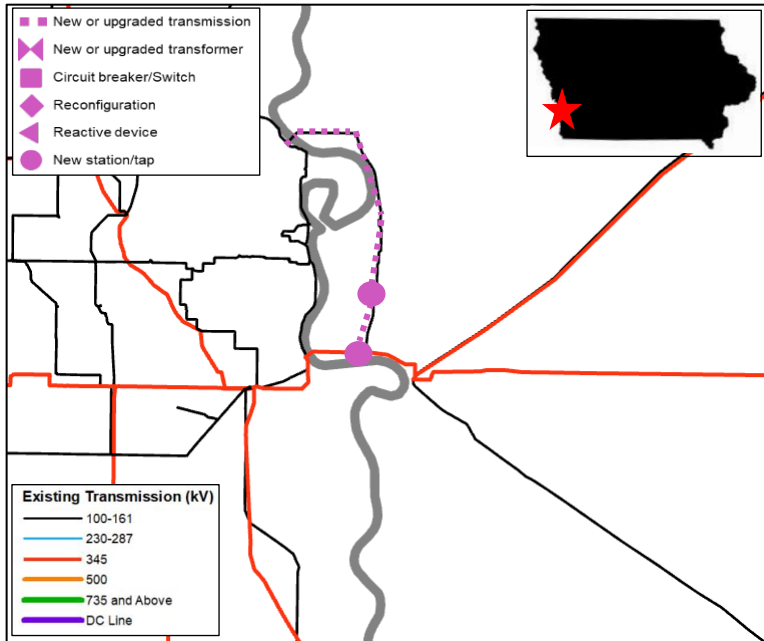 New or upgraded transmission
New or upgraded transformer
Circuit breaker/Switch
Reconfiguration
Reactive device
New station/tap
Existing Transmission (kV)
100-161
230-287
345
500
735 and Above
DC Line